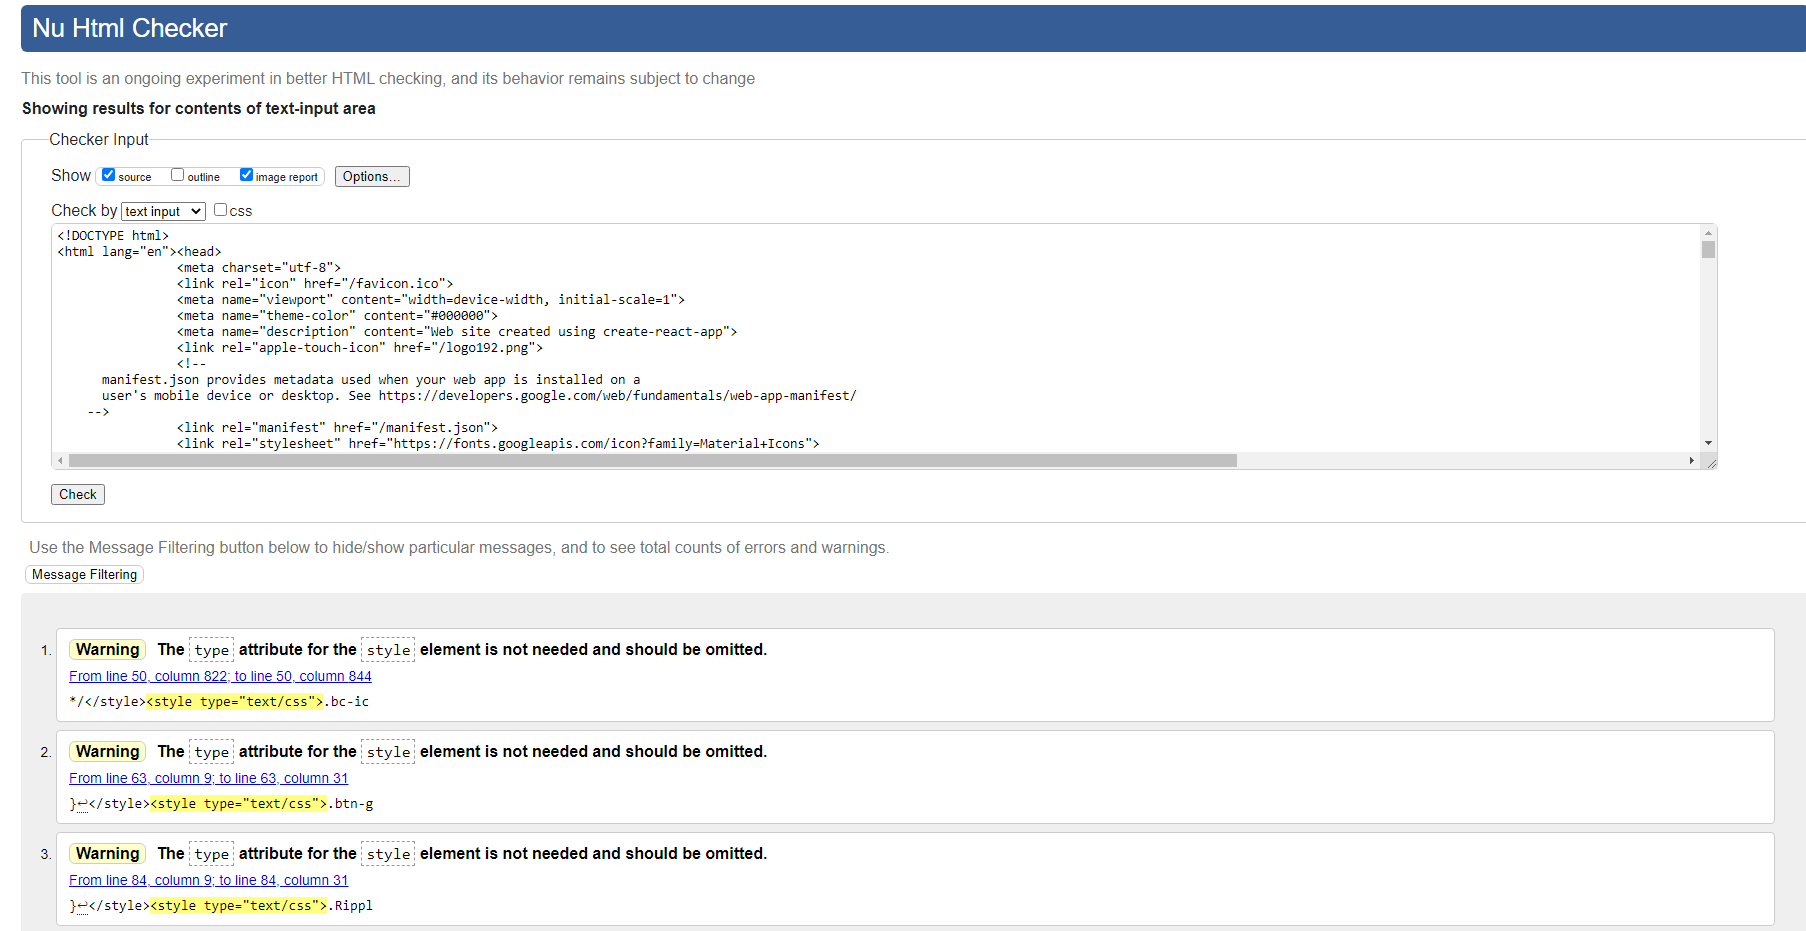 Nu Html Checker
This tool is an ongoing experiment in better HTML checking, and its behavior remains subject to change
Showing results for contents of text-input area
Checker Input
Show source outline image report Options...
Check by text input css
<!DOCTYPE html>
<html lang="en"><head>
<meta charset="utf-8">
<link rel="icon" href="/favicon.ico">
<meta name="viewport" content="width=device-width, initial-scale=1">
<meta name="theme-color" content="#000000">
<meta name="description" content="Web site created using create-react-app">
<link rel="apple-touch-icon" href="/logo192.png">
<!--
manifest.json provides metadata used when your web app is installed on a
user's mobile device or desktop. See https://developers.google.com/web/fundamentals/web-app-manifest/
-->
<link rel="manifest" href="/manifest.json">
<link rel="stylesheet" href="https://fonts.googleapis.com/icon?family=Material+Icons">
Check
Use the Message Filtering button below to hide/show particular messages, and to see total counts of errors and warnings.
Message Filtering
1. Warning The type attribute for the style element is not needed and should be omitted.
From line 50, column 822; to line 50, column 844
*/</style><style type="text/css">.bc-ic
2. Warning The type attribute for the style element is not needed and should be omitted.
From line 63, column 9; to line 63, column 31
}↩</style><style type="text/css">.btn-g
3. Warning The type attribute for the style element is not needed and should be omitted.
From line 84, column 9; to line 84, column 31
}↩</style><style type="text/css">.Rippl